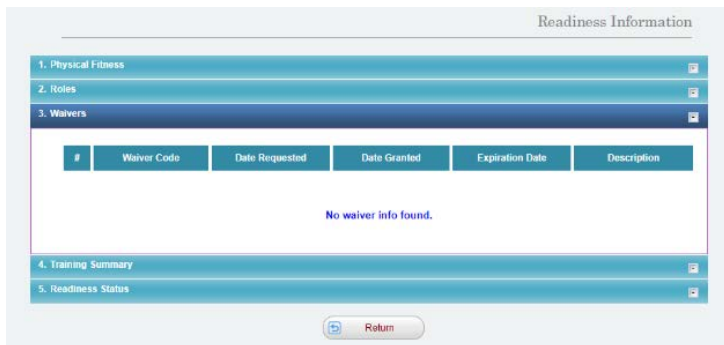 Readiness Information
1. Physical Fitness
2. Roles
3. Waivers
# Waiver Code Date Requested Date Granted Expiration Date Description
No waiver info found.
4. Training Summary
5. Readiness Status
Return